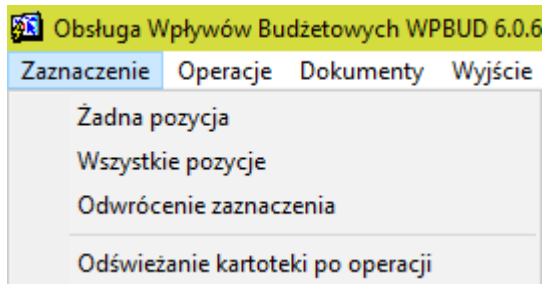 Obsługa Wpływów Budżetowych WPBUD 6.0.6
Zaznaczenie Operacje Dokumenty Wyjście
Żadna pozycja
Wszystkie pozycje
Odwrócenie zaznaczenia
Odświeżanie kartoteki po operacji